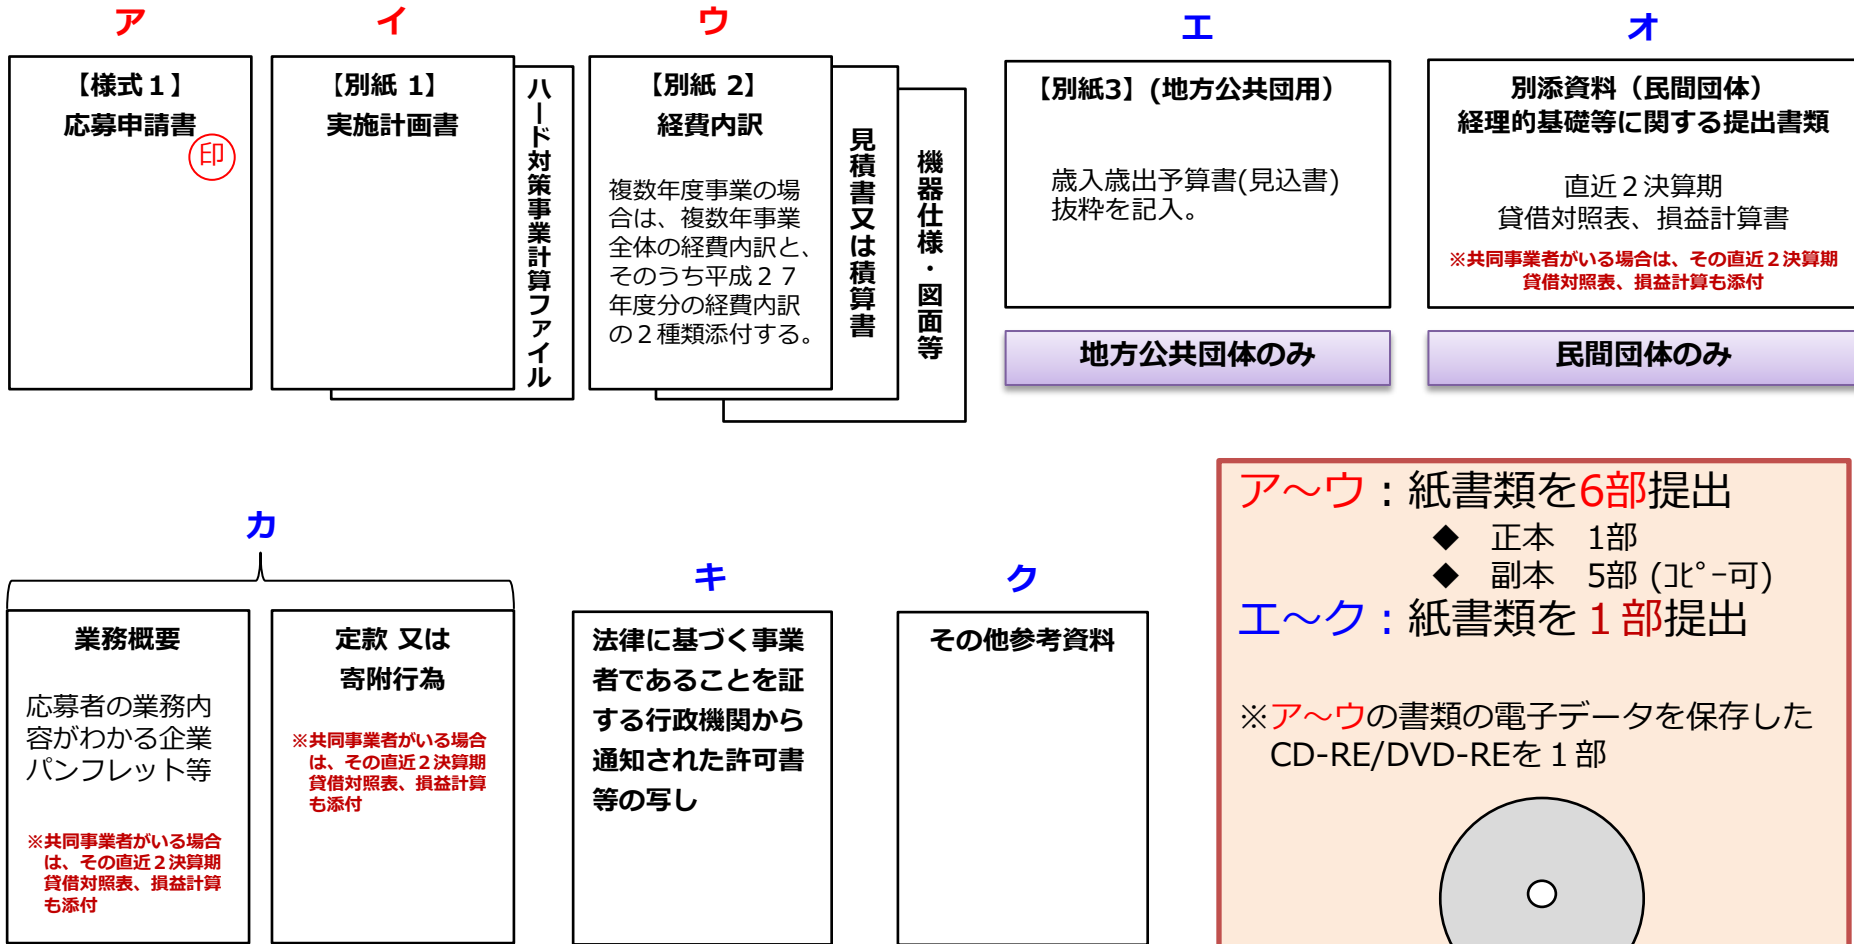 ア
【様式１】
応募申請書
印
イ
【別紙 1】
実施計画書
ハード対策事業計算ファイル
ウ
【別紙 2】
経費内訳
複数年度事業の場
合は、複数年事業
全体の経費内訳と、
そのうち平成２７
年度分の経費内訳
の２種類添付する。
見積書又は積算書
機器仕様・図面等
エ
【別紙3】(地方公共団用）
歳入歳出予算書(見込書)
抜粋を記入。
地方公共団体のみ
オ
別添資料（民間団体）
経理的基礎等に関する提出書類
直近２決算期
貸借対照表、損益計算書
※共同事業者がいる場合は、その直近２決算期
貸借対照表、損益計算も添付
民間団体のみ
カ
業務概要
応募者の業務内
容がわかる企業
パンフレット等
※共同事業者がいる場合
は、その直近２決算期
貸借対照表、損益計算
も添付
定款 又は
寄附行為
※共同事業者がいる場合
は、その直近２決算期
貸借対照表、損益計算
も添付
キ
法律に基づく事業
者であることを証
する行政機関から
通知された許可書
等の写し
ク
その他参考資料
ア～ウ：紙書類を6部提出
◆ 正本 1部
◆ 副本 5部 (ｺﾋﾟｰ可)
エ～ク：紙書類を１部提出
※ア～ウの書類の電子データを保存した
CD-RE/DVD-REを１部